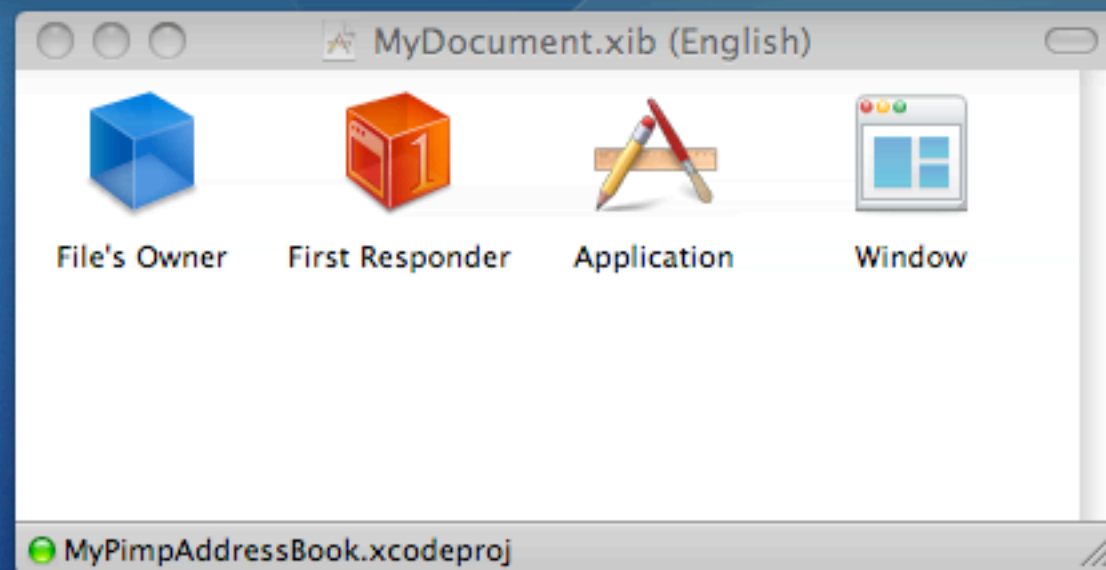 MyDocument.xib (English)
File's Owner First Responder Application Window
MyPimpAddressBook.xcodeproj